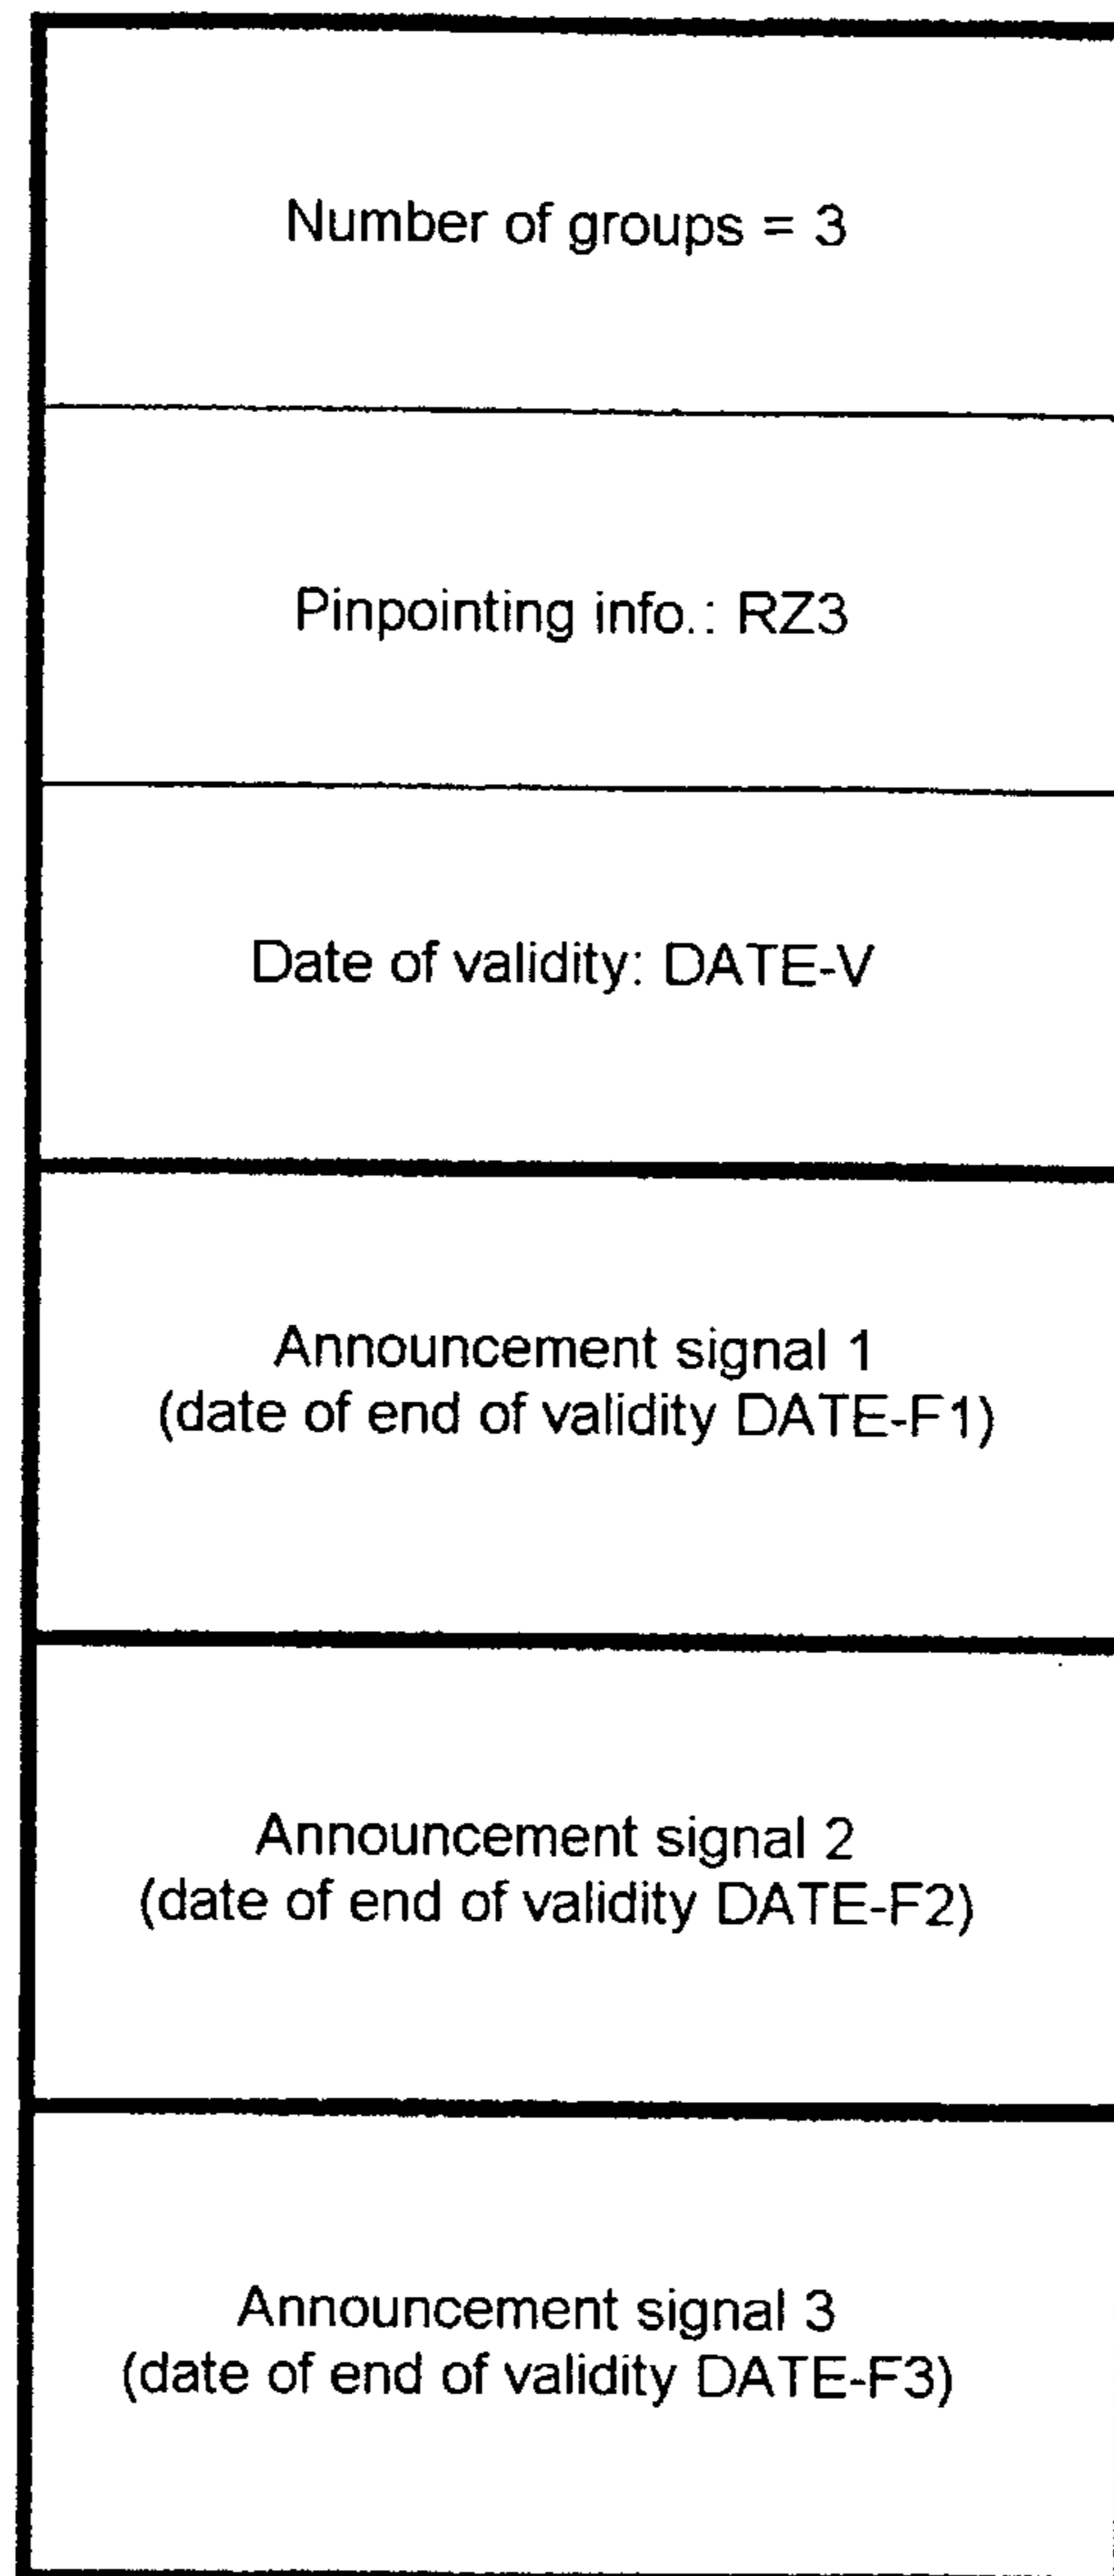 Number of groups = 3
Pinpointing info.: RZ3
Date of validity: DATE-V
Announcement signal 1
(date of end of validity DATE-F1)
Announcement signal 2
(date of end of validity DATE-F2)
Announcement signal 3
(date of end of validity DATE-F3)